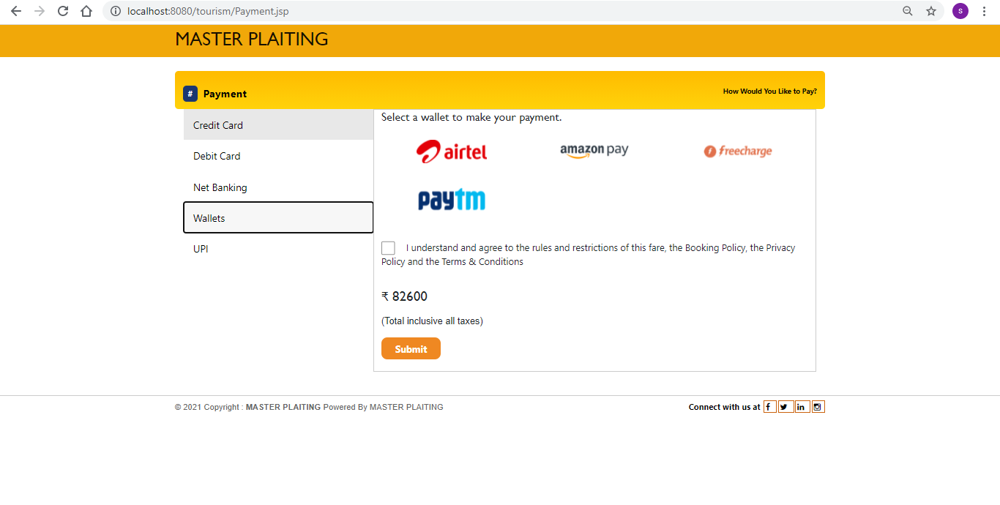 localhost:8080/tourism/Payment.jsp
S
MASTER PLAITING
# Payment
How Would You Like to Pay?
Credit Card
Debit Card
Net Banking
Wallets
UPI
Select a wallet to make your payment.
airtel
amazon pay
freecharge
paytm
I understand and agree to the rules and restrictions of this fare, the Booking Policy, the Privacy
Policy and the Terms & Conditions
₹ 82600
(Total inclusive all taxes)
Submit
© 2021 Copyright : MASTER PLAITING Powered By MASTER PLAITING
Connect with us at